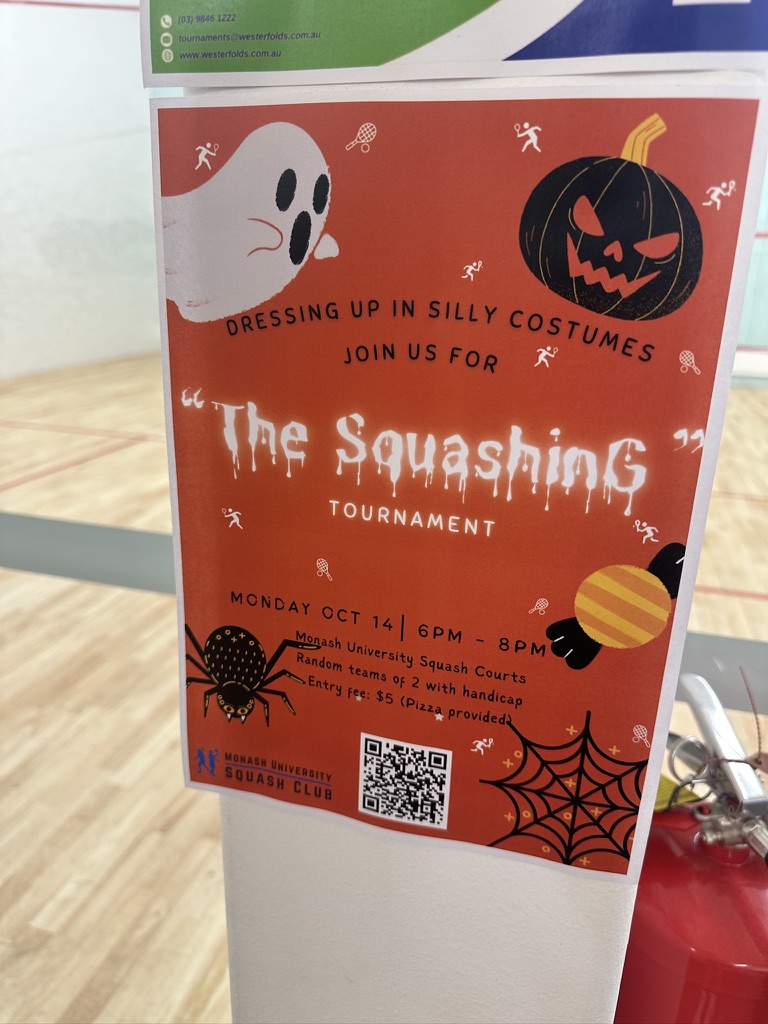 (03) 9846 1222
tournaments@westerfolds.com.au
www.westerfolds.com.au
DRESSING UP IN SILLY COSTUMES
JOIN US FOR
“The SquashinG”
TOURNAMENT
MONDAY OCT 14| 6PM - 8PM
Monash University Squash Courts
Random teams of 2 with handicap
Entry fee: $5 (Pizza provided)
MONASH UNIVERSITY
SQUASH CLUB